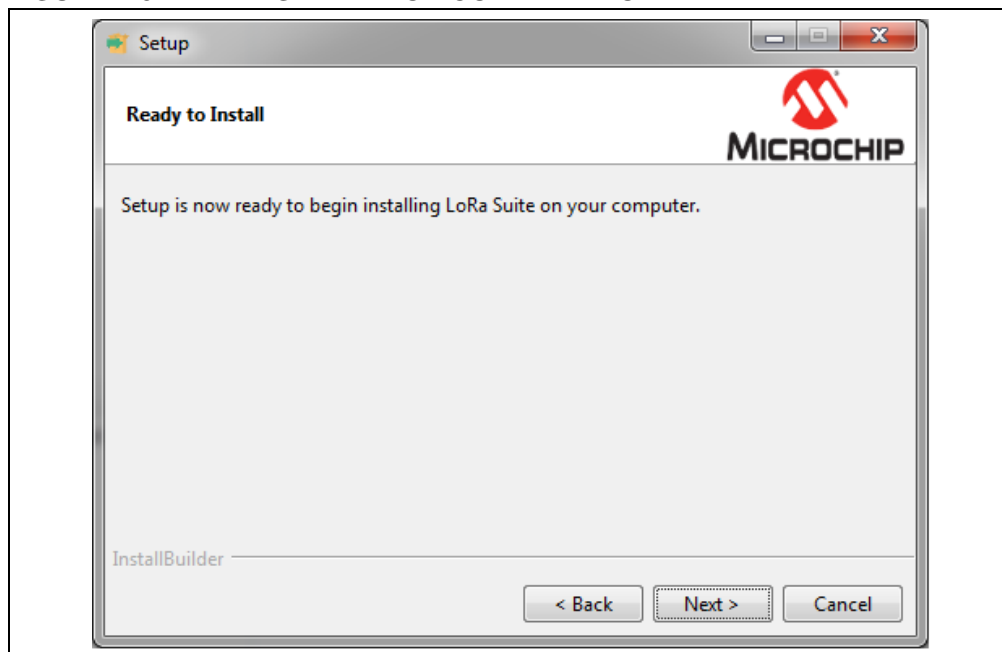 Setup
Ready to Install
MICROCHIP
Setup is now ready to begin installing LoRa Suite on your computer.
InstallBuilder
< Back Next > Cancel